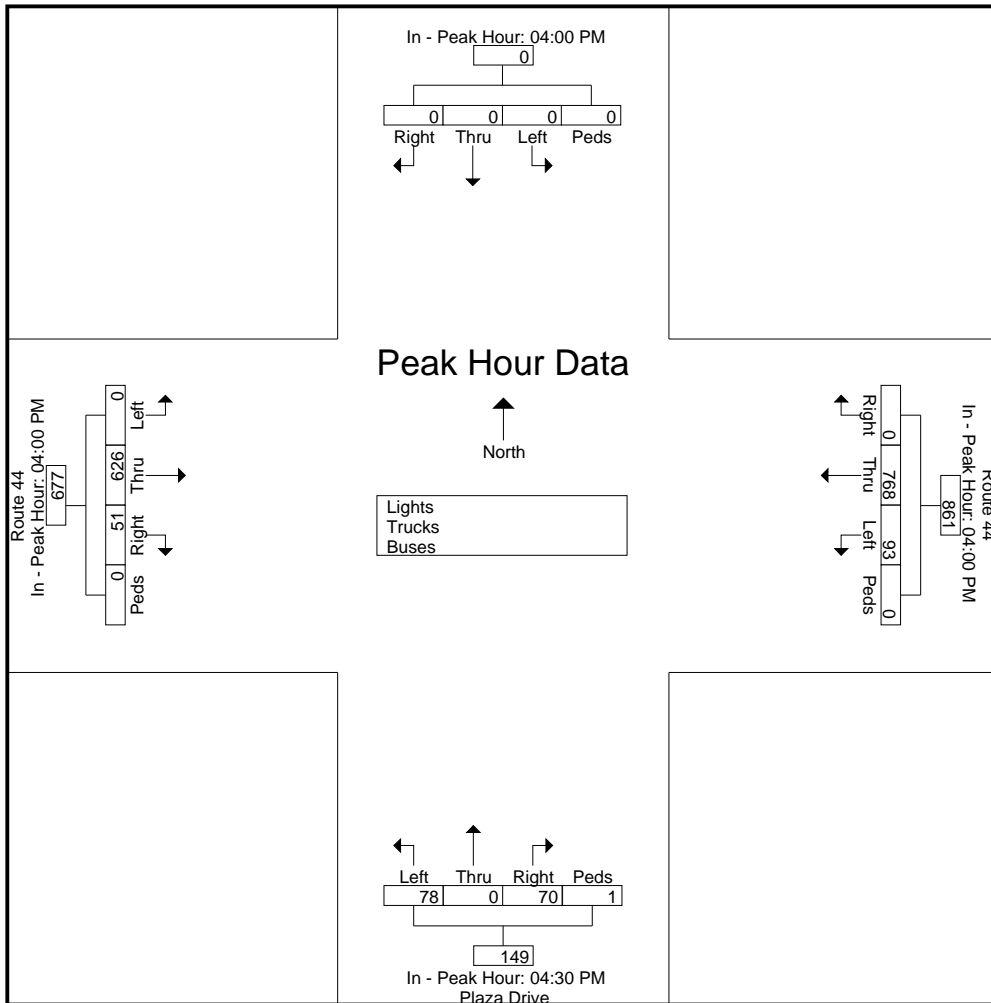 In - Peak Hour: 04:00 PM
0
0 0 0 0
Right Thru Left Peds
Peak Hour Data
North
Lights
Trucks
Buses
Route 44
In - Peak Hour: 04:00 PM
677
0 626 51 0
Left Thru Right Peds
Route 44
In - Peak Hour: 04:00 PM
861
0 768 93 0
Right Thru Left Peds
Left Thru Right Peds
78 0 70 1
149
In - Peak Hour: 04:30 PM
Plaza Drive